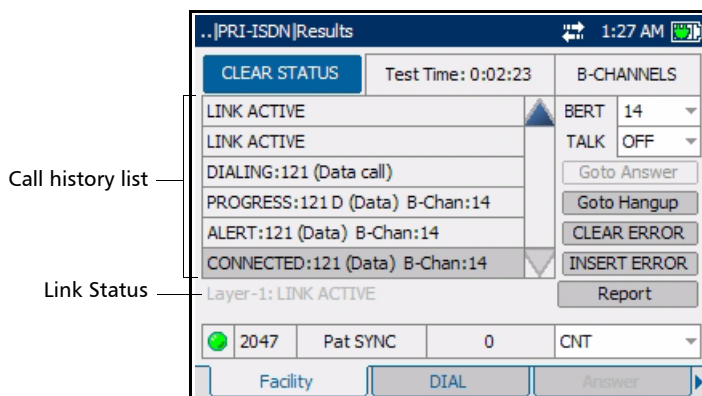 ..|PRI-ISDN|Results 1:27 AM
CLEAR STATUS Test Time: 0:02:23 B-CHANNELS
LINK ACTIVE BERT 14
LINK ACTIVE TALK OFF
DIALING:121 (Data call) Goto Answer
Call history list
PROGRESS:121 D (Data) B-Chan:14 Goto Hangup
ALERT:121 (Data) B-Chan:14 CLEAR ERROR
CONNECTED:121 (Data) B-Chan:14 INSERT ERROR
Link Status
Layer-1: LINK ACTIVE Report
2047 Pat SYNC 0 CNT
Facility DIAL Answer